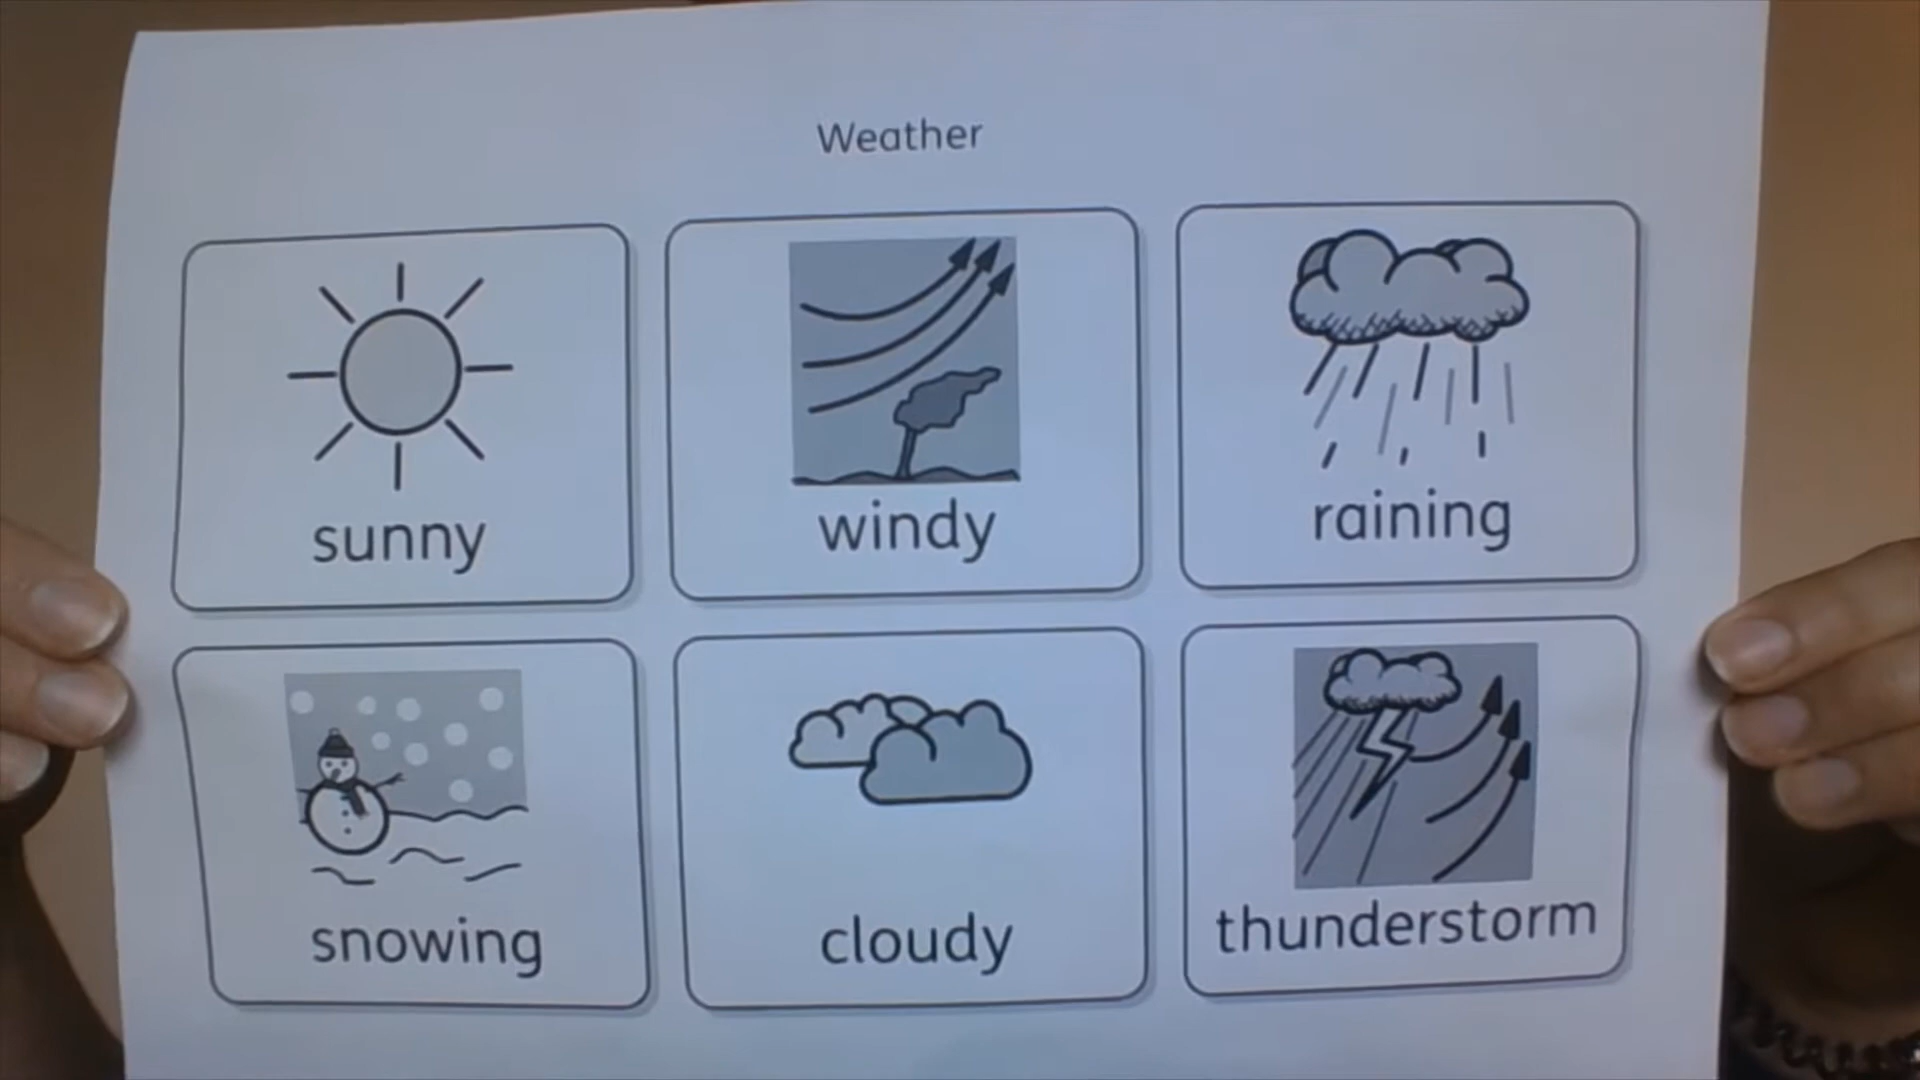 Weather
sunny
windy
raining
snowing
cloudy
thunderstorm